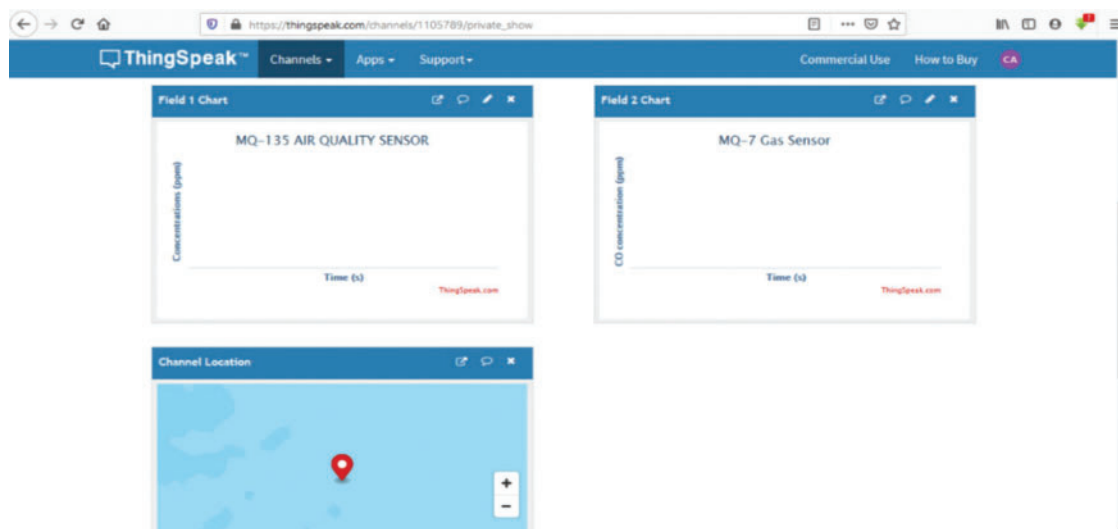 https://thingspeak.com/channels/1105789/private_show
ThingSpeak™ Channels Apps Support Commercial Use How to Buy CA
Field 1 Chart
MQ-135 AIR QUALITY SENSOR
Concentrations (ppm)
Time (s)
ThingSpeak.com
Field 2 Chart
MQ-7 Gas Sensor
CO concentration (ppm)
Time (s)
ThingSpeak.com
Channel Location
+
−